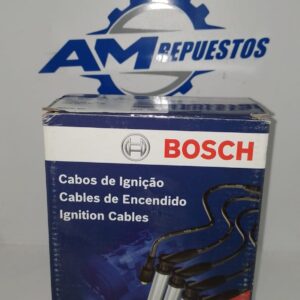 AM REPUESTOS
BOSCH
Cabos de Ignição
Cables de Encendido
Ignition Cables